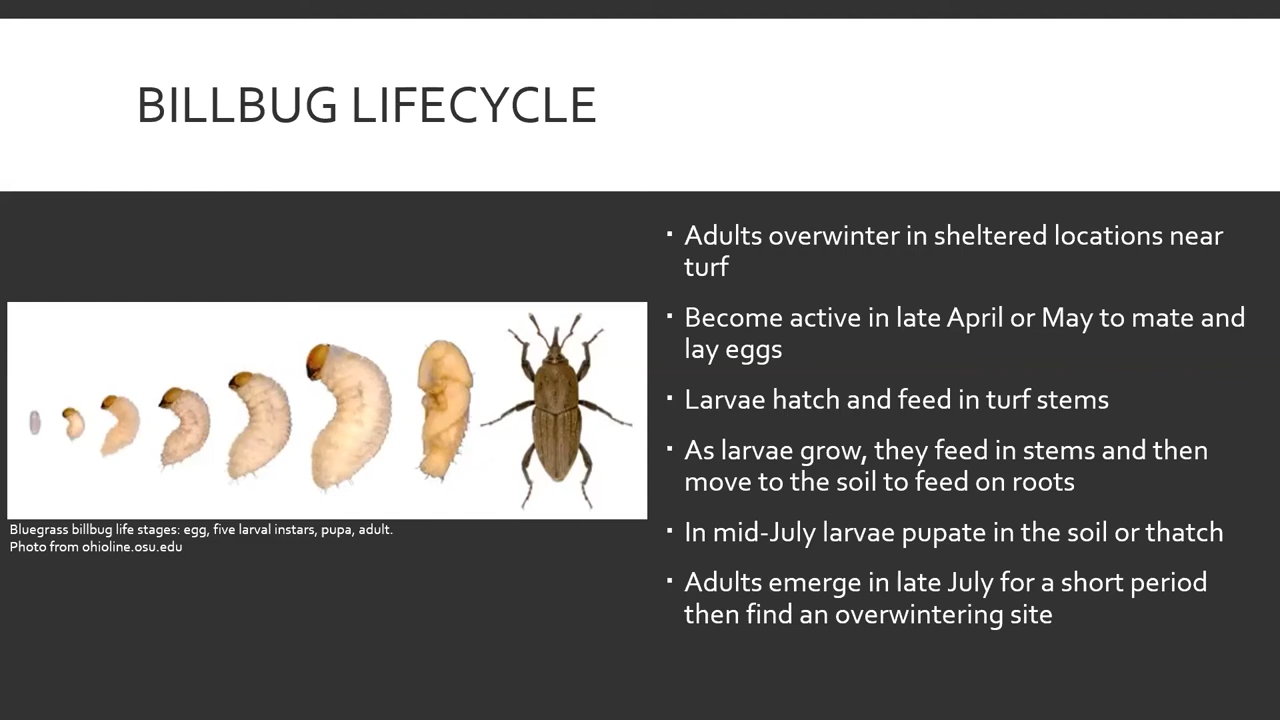 BILLBUG LIFECYCLE
Bluegrass billbug life stages: egg, five larval instars, pupa, adult.
Photo from ohioline.osu.edu
▪ Adults overwinter in sheltered locations near
turf
▪ Become active in late April or May to mate and
lay eggs
▪ Larvae hatch and feed in turf stems
▪ As larvae grow, they feed in stems and then
move to the soil to feed on roots
▪ In mid-July larvae pupate in the soil or thatch
▪ Adults emerge in late July for a short period
then find an overwintering site